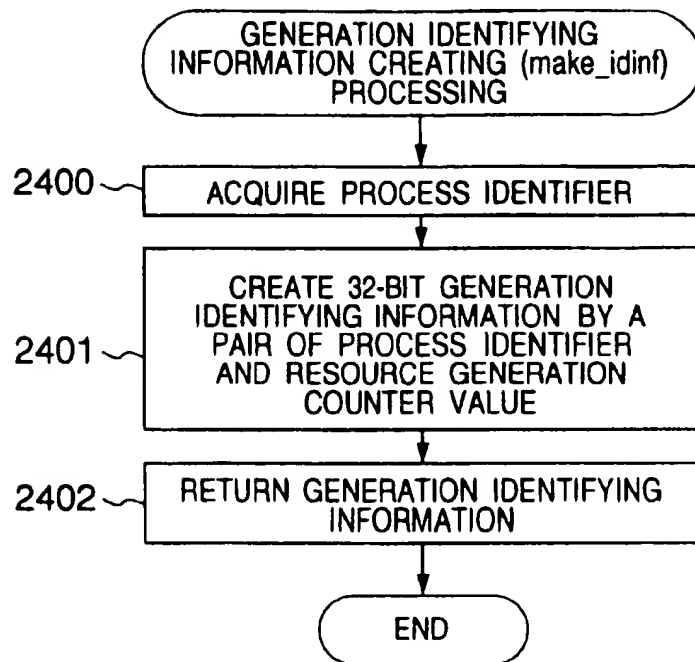 GENERATION IDENTIFYING
INFORMATION CREATING (make_idinf)
PROCESSING
2400
ACQUIRE PROCESS IDENTIFIER
2401
CREATE 32-BIT GENERATION
IDENTIFYING INFORMATION BY A
PAIR OF PROCESS IDENTIFIER
AND RESOURCE GENERATION
COUNTER VALUE
2402
RETURN GENERATION IDENTIFYING
INFORMATION
END